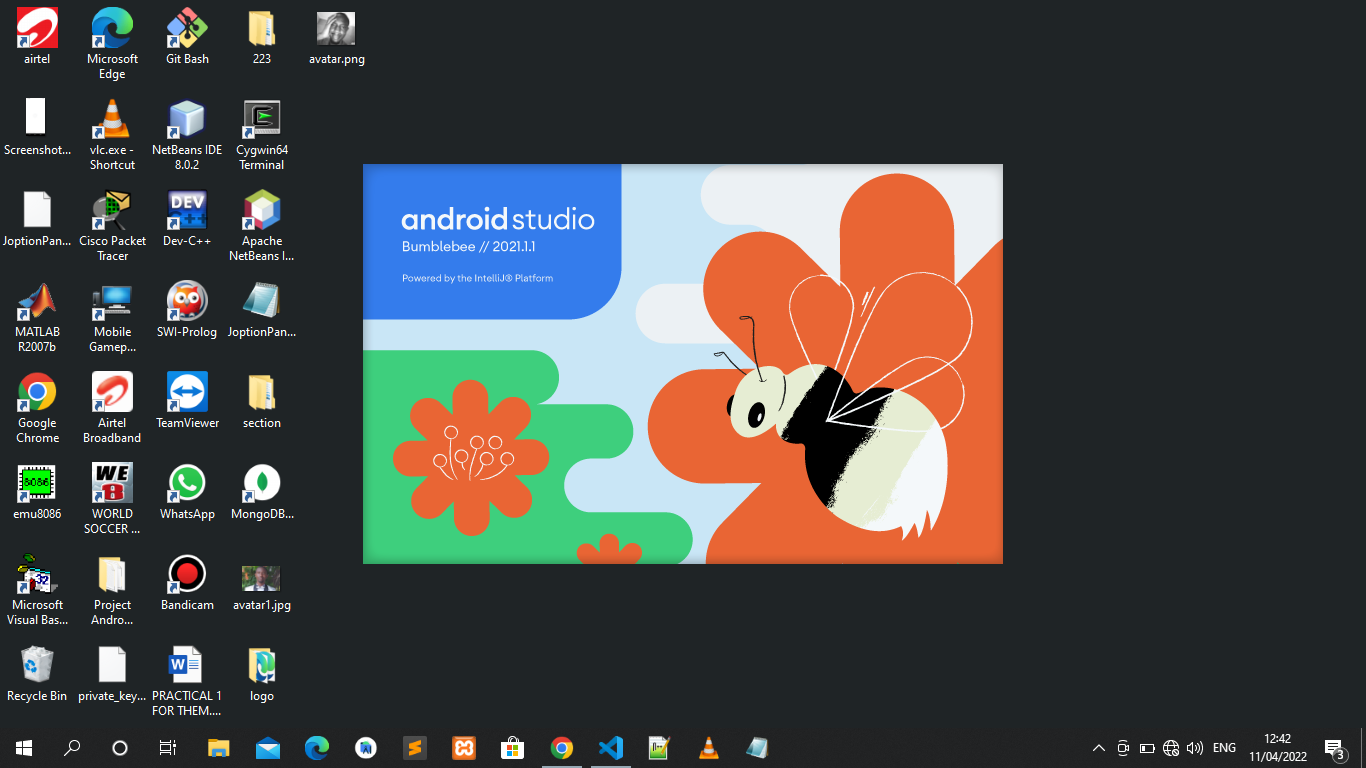 airtel
Microsoft
Edge
Git Bash
223
avatar.png
Screenshot...
vlc.exe -
Shortcut
NetBeans IDE
8.0.2
Cygwin64
Terminal
JoptionPan...
Cisco Packet
Tracer
DEV
C++
Dev-C++
Apache
NetBeans I...
MATLAB
R2007b
Mobile
Gamep...
SWI-Prolog
JoptionPan...
Google
Chrome
Airtel
Broadband
TeamViewer
section
8086
emu8086
WE
8
WORLD
SOCCER ...
WhatsApp
MongoDB...
32
Microsoft
Visual Bas...
Project
Andro...
Bandicam
avatar1.jpg
Recycle Bin
private_key...
W
PRACTICAL 1
FOR THEM....
logo
android studio
Bumblebee // 2021.1.1
Powered by the IntelliJ® Platform
ENG
12:42
11/04/2022
3